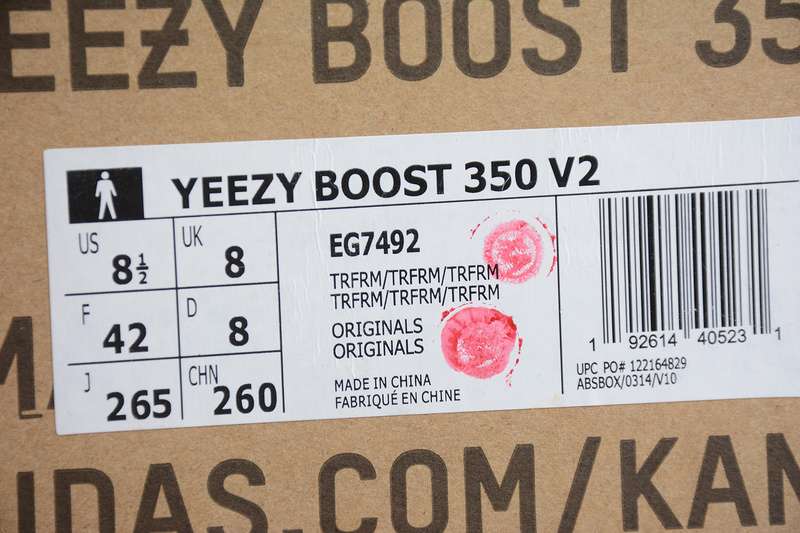 EEZY BOOST 35
YEEZY BOOST 350 V2
US 8½ UK 8
F 42 D 8
J 265 CHN 260
EG7492
TRFRM/TRFRM/TRFRM
TRFRM/TRFRM/TRFRM
ORIGINALS
ORIGINALS
MADE IN CHINA
FABRIQUÉ EN CHINE
1 92614 40523 1
UPC PO# 122164829
ABSBOX/0314/V10
IDAS.COM/KAN